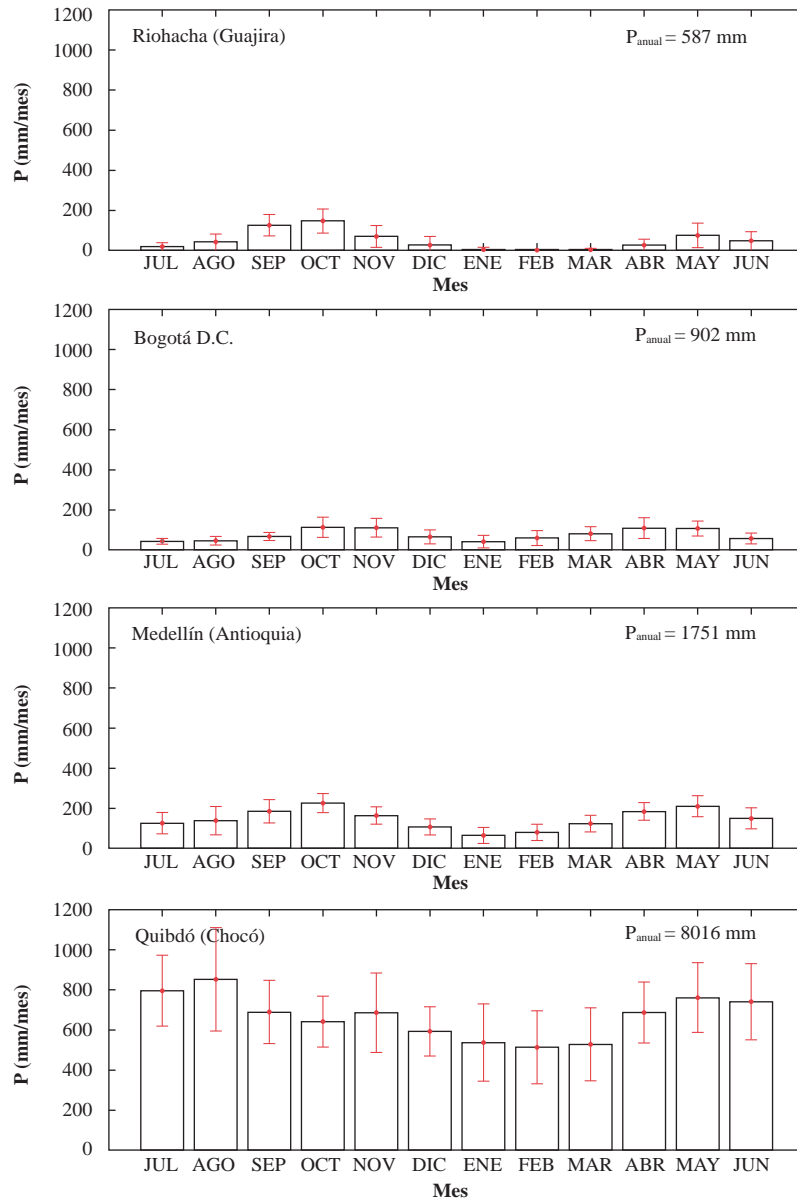 1200
Riohacha (Guajira)
Panual = 587 mm
1000
800
P (mm/mes)
600
400
200
0
JUL AGO SEP OCT NOV DIC ENE FEB MAR ABR MAY JUN
Mes
1200
Bogotá D.C.
Panual = 902 mm
1000
800
P (mm/mes)
600
400
200
0
JUL AGO SEP OCT NOV DIC ENE FEB MAR ABR MAY JUN
Mes
1200
Medellín (Antioquia)
Panual = 1751 mm
1000
800
P (mm/mes)
600
400
200
0
JUL AGO SEP OCT NOV DIC ENE FEB MAR ABR MAY JUN
Mes
1200
Quibdó (Chocó)
Panual = 8016 mm
1000
800
P (mm/mes)
600
400
200
0
JUL AGO SEP OCT NOV DIC ENE FEB MAR ABR MAY JUN
Mes